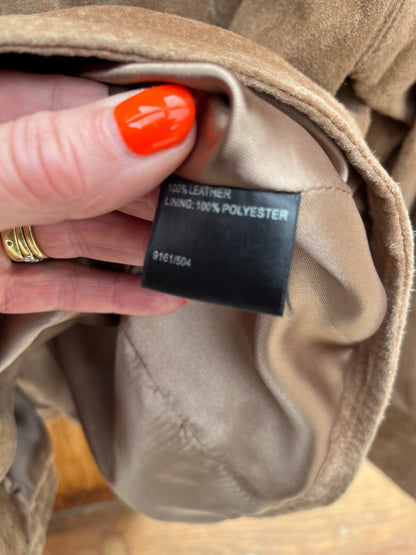 100% LEATHER
LINING: 100% POLYESTER
9161/504